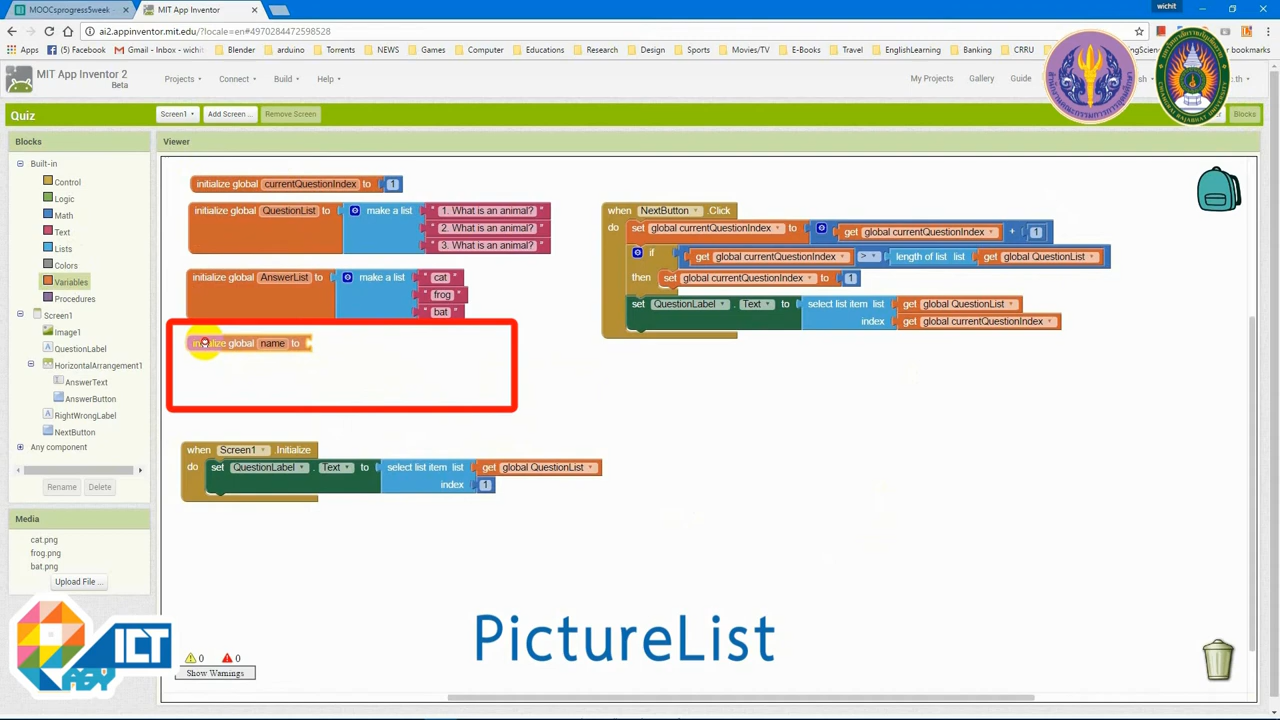 wichit
MOOCsprogress5week
MIT App Inventor
ai2.appinventor.mit.edu/?locale=en#4970284472598528
Apps
(5) Facebook
Gmail - Inbox - wichit
Blender
arduino
Torrents
NEWS
Games
Computer
Educations
Research
Design
Sports
Movies/TV
E-Books
Travel
EnglishLearning
Banking
CRRU
bookmarks
MIT App Inventor 2
Beta
Projects
Connect
Build
Help
My Projects
Gallery
Guide
Quiz
Screen1
Add Screen ...
Remove Screen
Blocks
Blocks
Viewer
Built-in
Control
Logic
Math
Text
Lists
Colors
Variables
Procedures
Screen1
Image1
QuestionLabel
HorizontalArrangement1
AnswerText
AnswerButton
RightWrongLabel
NextButton
Any component
Rename
Delete
Media
cat.png
frog.png
bat.png
Upload File ...
initialize global currentQuestionIndex to 1
initialize global QuestionList to make a list " 1. What is an animal? "
" 2. What is an animal? "
" 3. What is an animal? "
initialize global AnswerList to make a list " cat "
" frog "
" bat "
initialize global name to
when Screen1 .Initialize
do set QuestionLabel . Text to select list item list get global QuestionList
index 1
when NextButton .Click
do set global currentQuestionIndex to get global currentQuestionIndex + 1
if get global currentQuestionIndex > length of list list get global QuestionList
then set global currentQuestionIndex to 1
set QuestionLabel . Text to select list item list get global QuestionList
index get global currentQuestionIndex
PictureList
0 0
Show Warnings
ICT